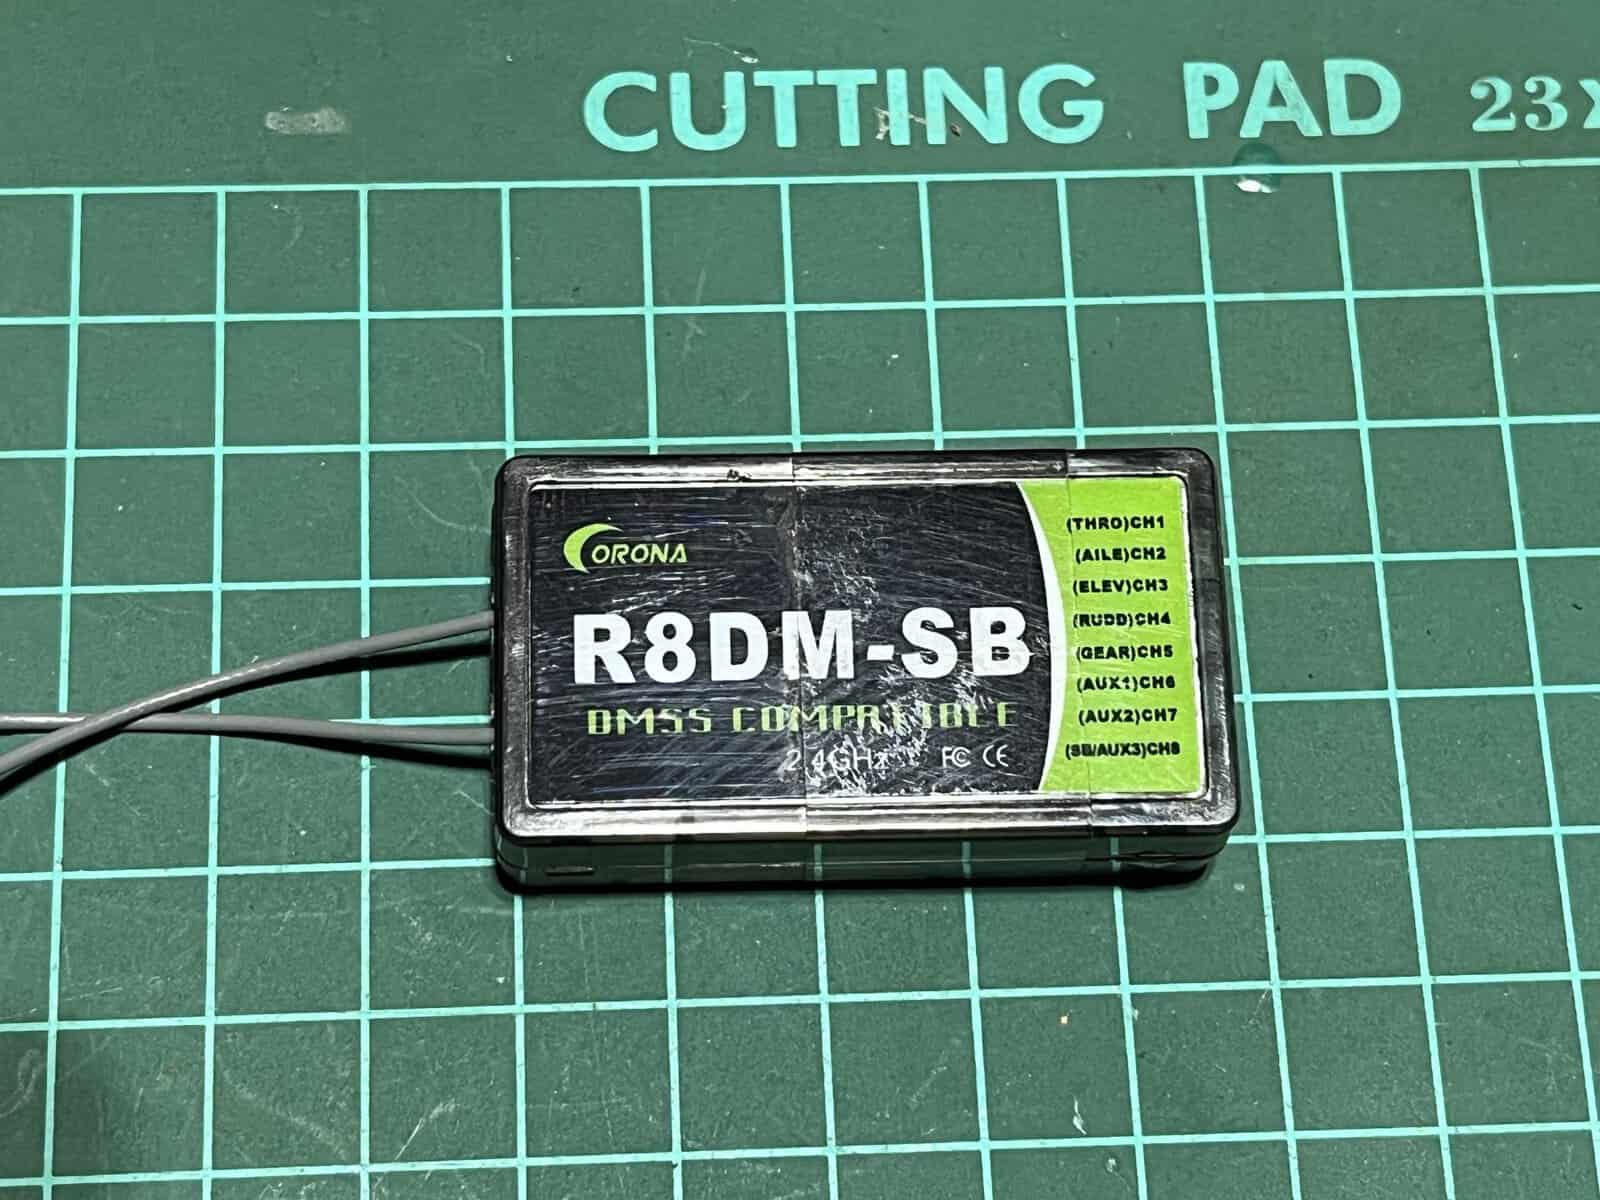 CUTTING PAD 23x
CORONA
R8DM-SB
DMSS COMPATIBLE
2.4GHz FC CE
(THRO)CH1
(AILE)CH2
(ELEV)CH3
(RUDD)CH4
(GEAR)CH5
(AUX1)CH6
(AUX2)CH7
(SB/AUX3)CH8